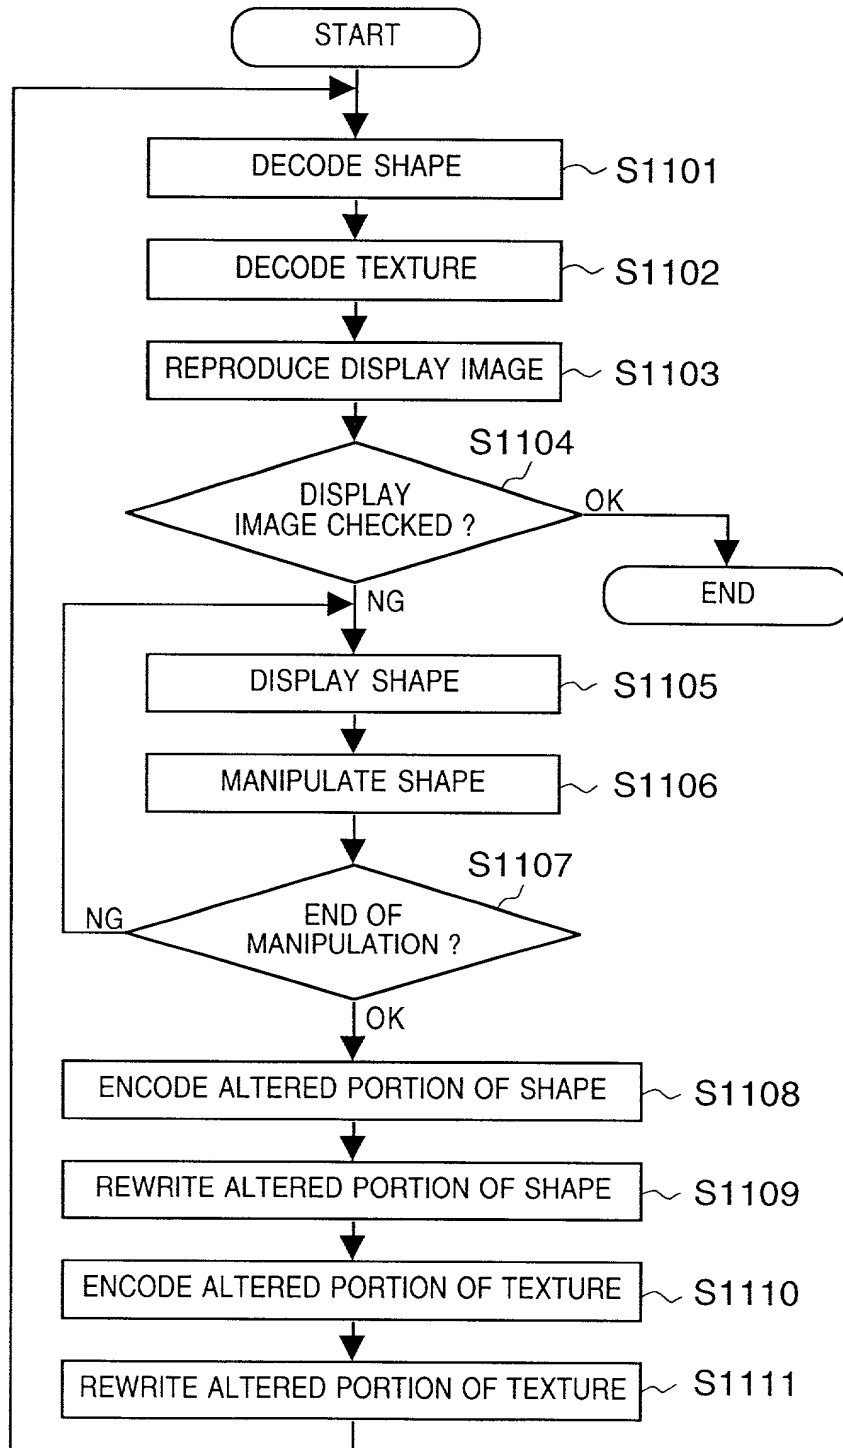 START
DECODE SHAPE
S1101
DECODE TEXTURE
S1102
REPRODUCE DISPLAY IMAGE
S1103
S1104
DISPLAY
IMAGE CHECKED ?
OK
END
NG
DISPLAY SHAPE
S1105
MANIPULATE SHAPE
S1106
S1107
NG
END OF
MANIPULATION ?
OK
ENCODE ALTERED PORTION OF SHAPE
S1108
REWRITE ALTERED PORTION OF SHAPE
S1109
ENCODE ALTERED PORTION OF TEXTURE
S1110
REWRITE ALTERED PORTION OF TEXTURE
S1111